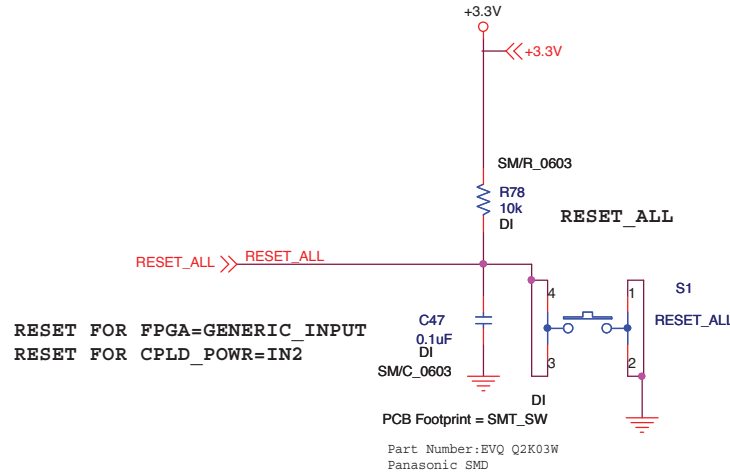 +3.3V
+3.3V
SM/R_0603
R78
10k
DI
RESET_ALL
RESET_ALL
RESET_ALL
4
1
S1
C47
0.1uF
DI
SM/C_0603
RESET_ALL
RESET FOR FPGA=GENERIC_INPUT
RESET FOR CPLD_POWR=IN2
3
2
DI
PCB Footprint = SMT_SW
Part Number:EVQ Q2K03W
Panasonic SMD